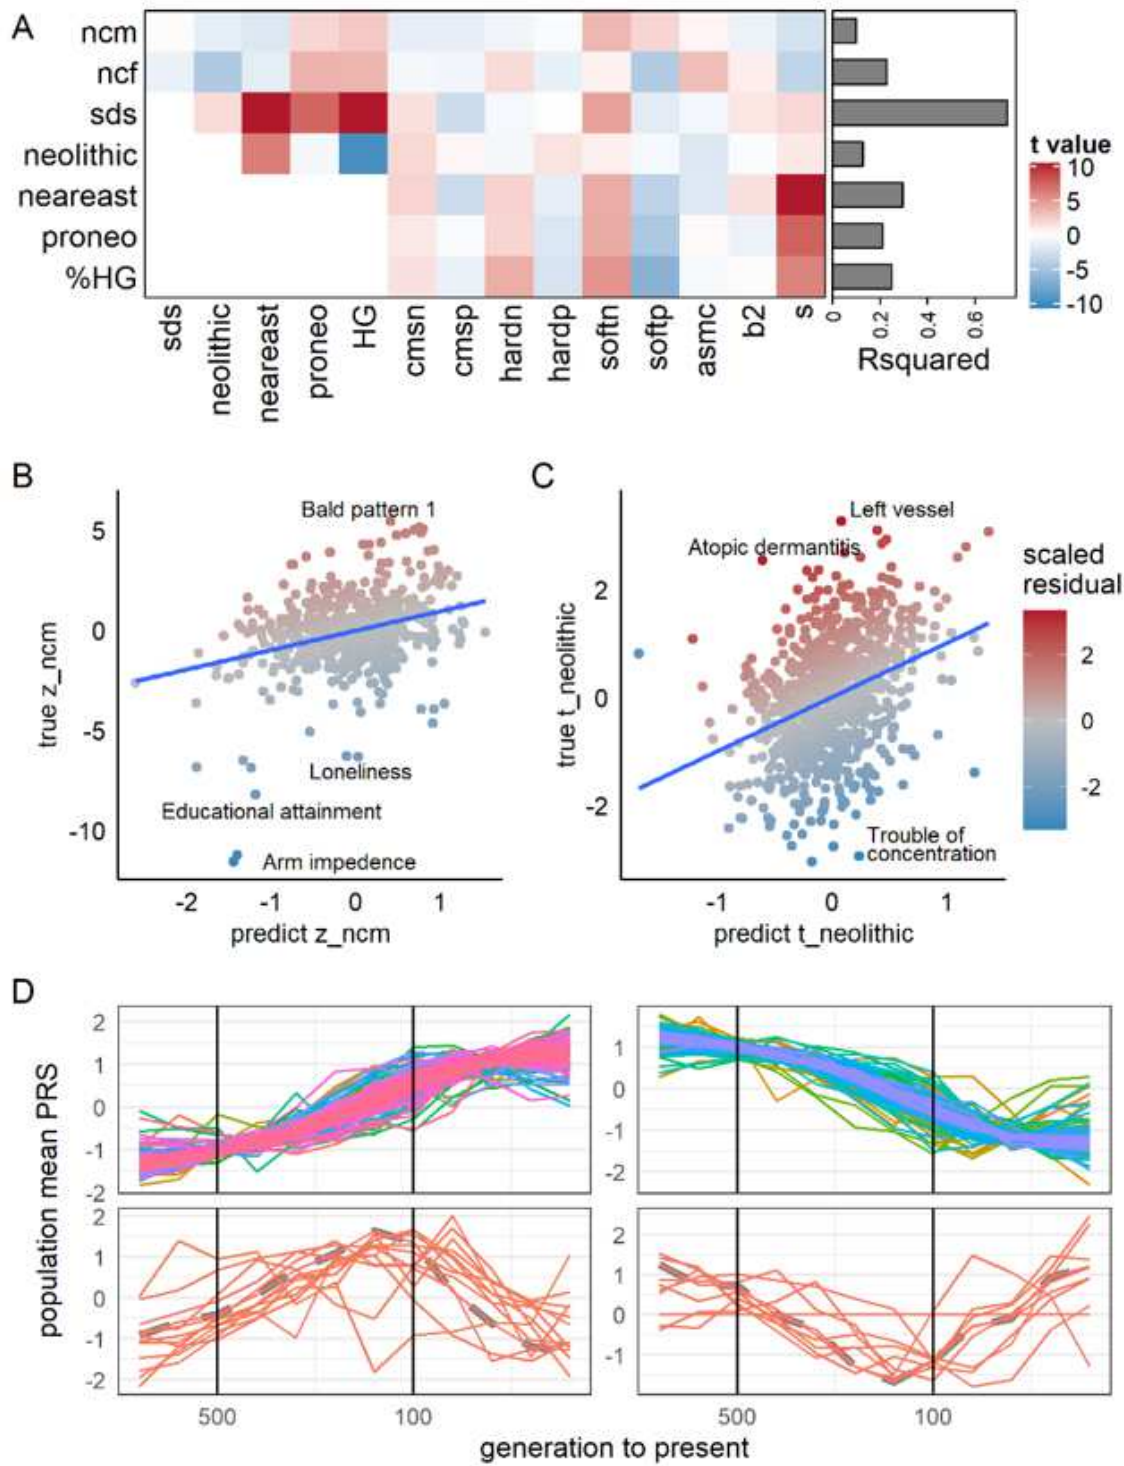 A
ncm
ncf
sds
neolithic
neareast
proneo
%HG
sds
neolithic
neareast
proneo
HG
cmsn
cmsp
hardn
hardp
softn
softp
asmc
b2
s
0
0.2
0.4
0.6
Rsquared
t value
10
5
0
-5
-10
B
5
0
-5
-10
true z_ncm
Bald pattern 1
Loneliness
Educational attainment
Arm impedence
-2 -1 0 1
predict z_ncm
C
2
0
-2
true t_neolithic
Left vessel
Atopic dermantitis
Trouble of
concentration
-1 0 1
predict t_neolithic
scaled
residual
2
0
-2
D
population mean PRS
2
1
0
-1
-2
1
0
-1
-2
2
1
0
-1
-2
2
1
0
-1
500 100
500 100
generation to present